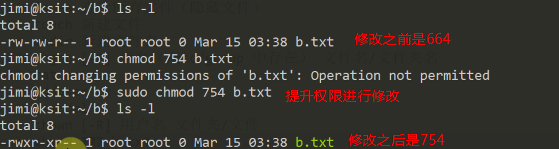 jimi@ksit:~/b$ ls -l
total 8
-rw-rw-r-- 1 root root 0 Mar 15 03:38 b.txt 修改之前是664
jimi@ksit:~/b$ chmod 754 b.txt
chmod: changing permissions of 'b.txt': Operation not permitted
jimi@ksit:~/b$ sudo chmod 754 b.txt 提升权限进行修改
jimi@ksit:~/b$ ls -l
total 8
-rwxr-xr-- 1 root root 0 Mar 15 03:38 b.txt 修改之后是754